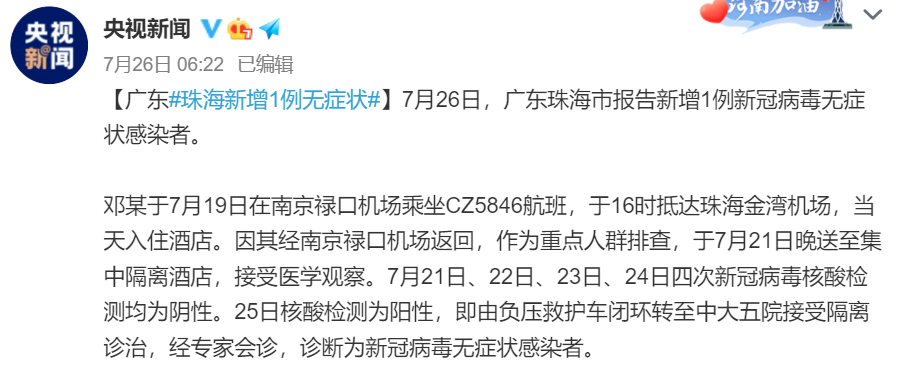 央视新闻
河南加油
央视新闻
7月26日 06:22 已编辑
【广东#珠海新增1例无症状#】7月26日，广东珠海市报告新增1例新冠病毒无症
状感染者。
邓某于7月19日在南京禄口机场乘坐CZ5846航班，于16时抵达珠海金湾机场，当
天入住酒店。因其经南京禄口机场返回，作为重点人群排查，于7月21日晚送至集
中隔离酒店，接受医学观察。7月21日、22日、23日、24日四次新冠病毒核酸检
测均为阴性。25日核酸检测为阳性，即由负压救护车闭环转至中大五院接受隔离
诊治，经专家会诊，诊断为新冠病毒无症状感染者。